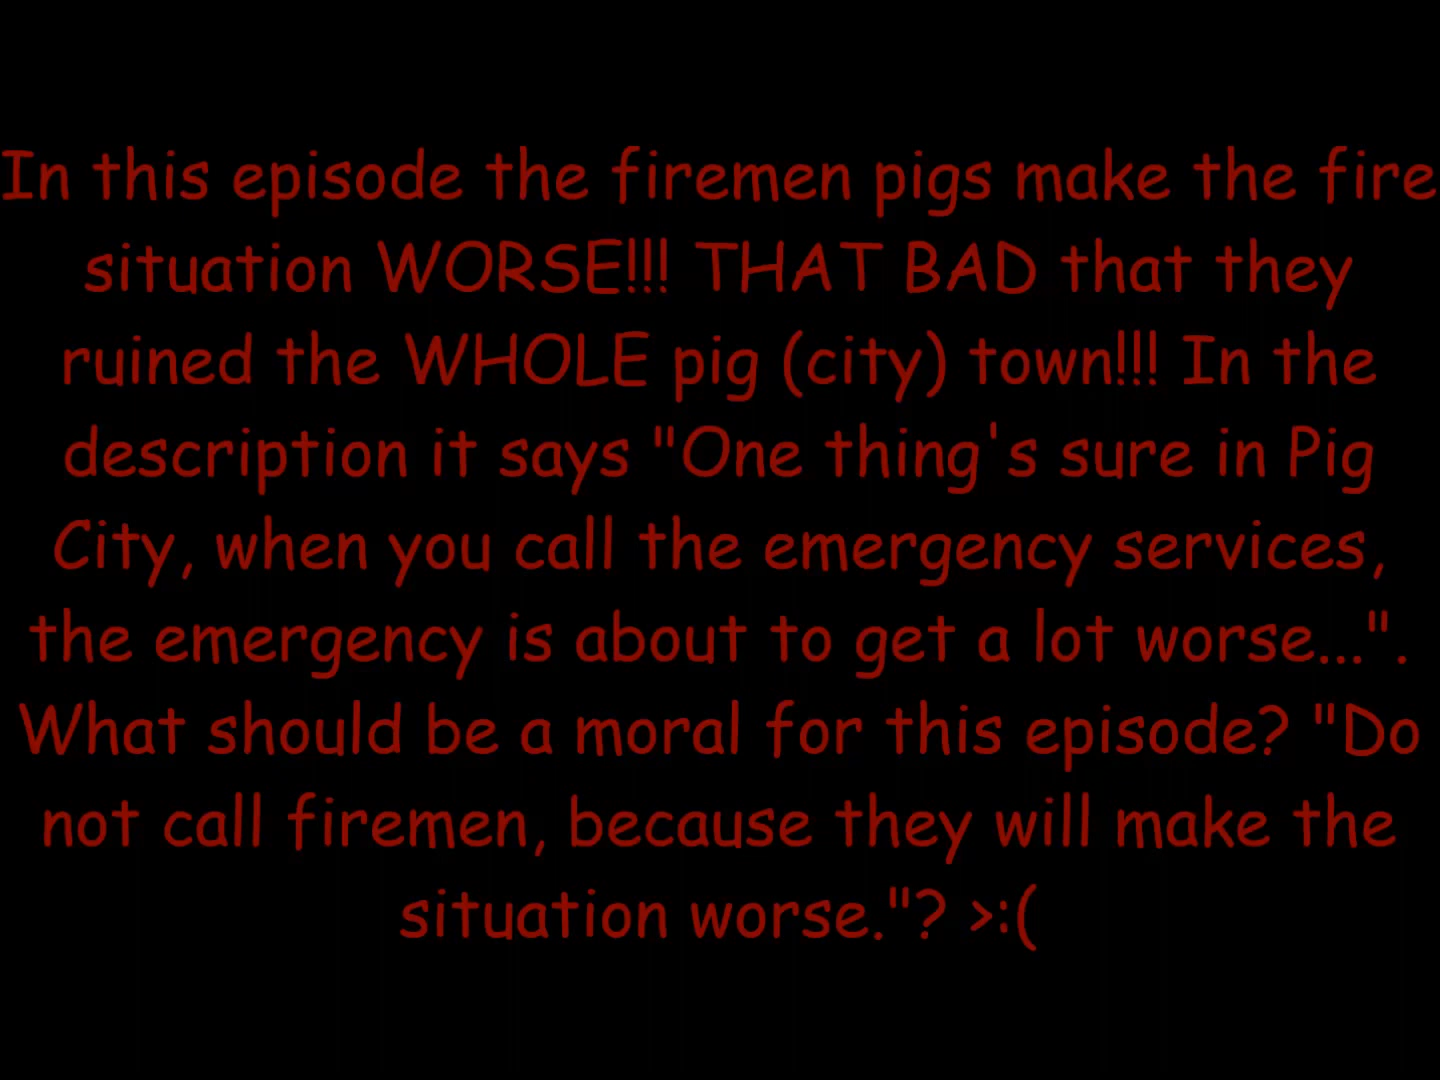 In this episode the firemen pigs make the fire
situation WORSE!!! THAT BAD that they
ruined the WHOLE pig (city) town!!! In the
description it says "One thing's sure in Pig
City, when you call the emergency services,
the emergency is about to get a lot worse...".
What should be a moral for this episode? "Do
not call firemen, because they will make the
situation worse."? >:(